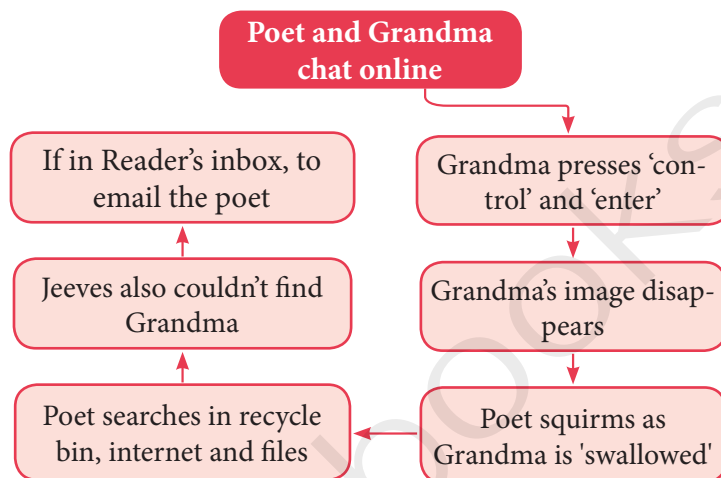 Poet and Grandma
chat online
Grandma presses ‘con-
trol’ and ‘enter’
Grandma’s image disap-
pears
Poet squirms as
Grandma is 'swallowed'
Poet searches in recycle
bin, internet and files
Jeeves also couldn’t find
Grandma
If in Reader’s inbox, to
email the poet
books